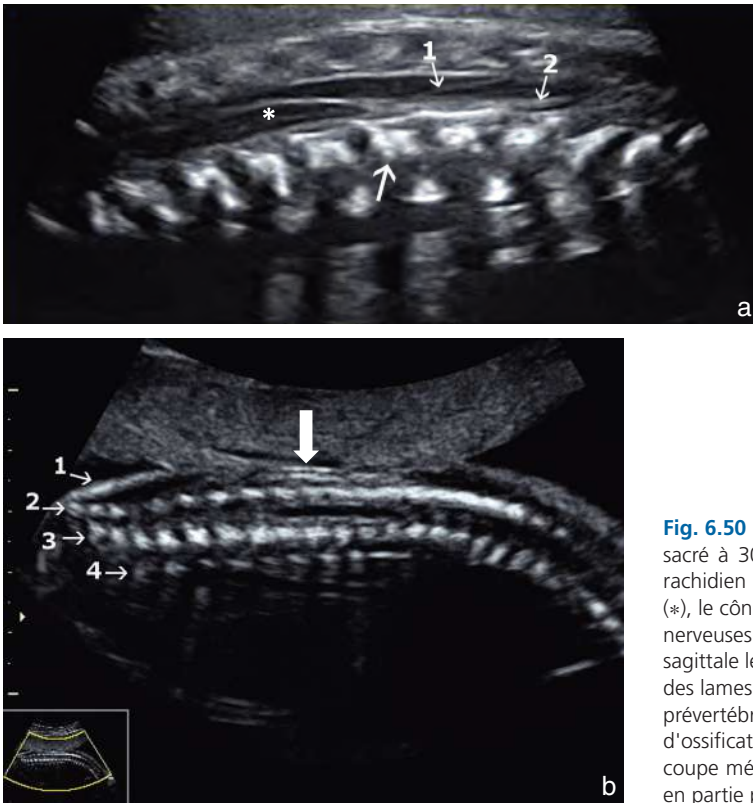 1
2
*
a
1
2
3
4
b
Fig. 6.50
sacré à 30
rachidien
(*), le côn
nerveuses
sagittale le
des lames
prévertébr
d'ossificat
coupe mé
en partie p